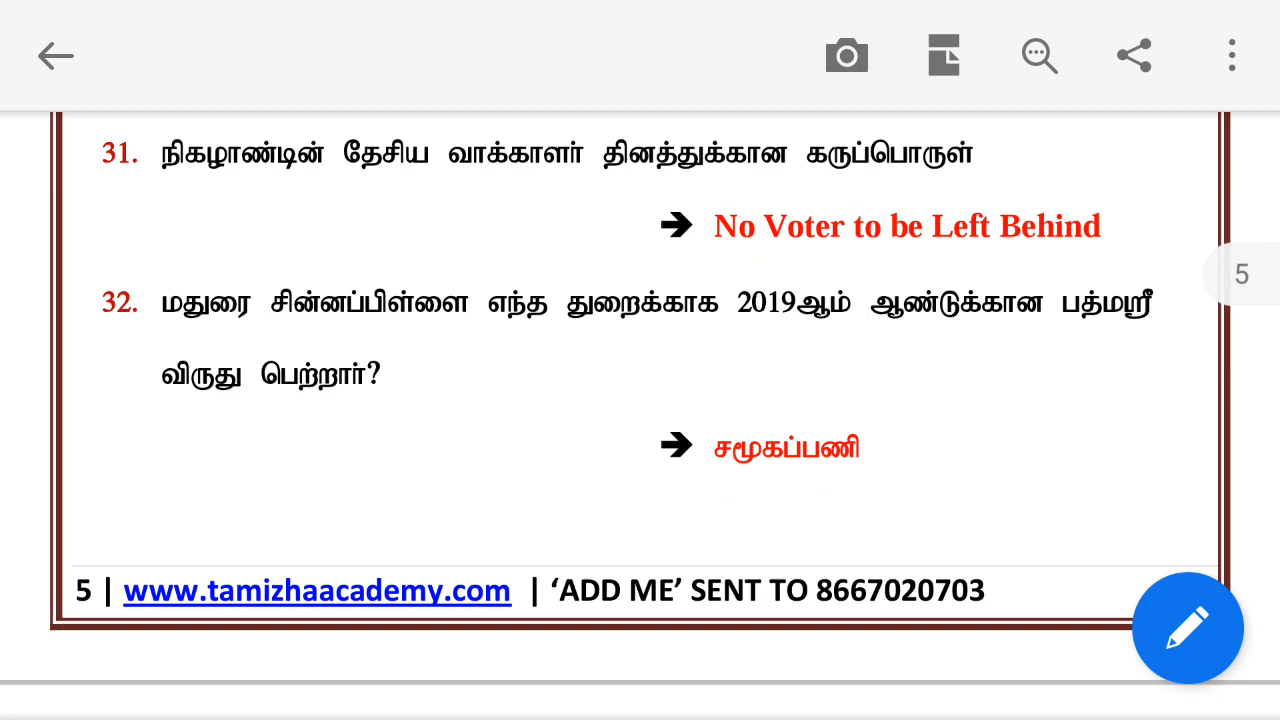 31. நிகழாண்டின் தேசிய வாக்காளர் தினத்துக்கான கருப்பொருள்
➔ No Voter to be Left Behind
5
32. மதுரை சின்னப்பிள்ளை எந்த துறைக்காக 2019ஆம் ஆண்டுக்கான பத்மஸ்ரீ
விருது பெற்றார்?
➔ சமூகப்பணி
5 | www.tamizhaacademy.com | ‘ADD ME’ SENT TO 8667020703